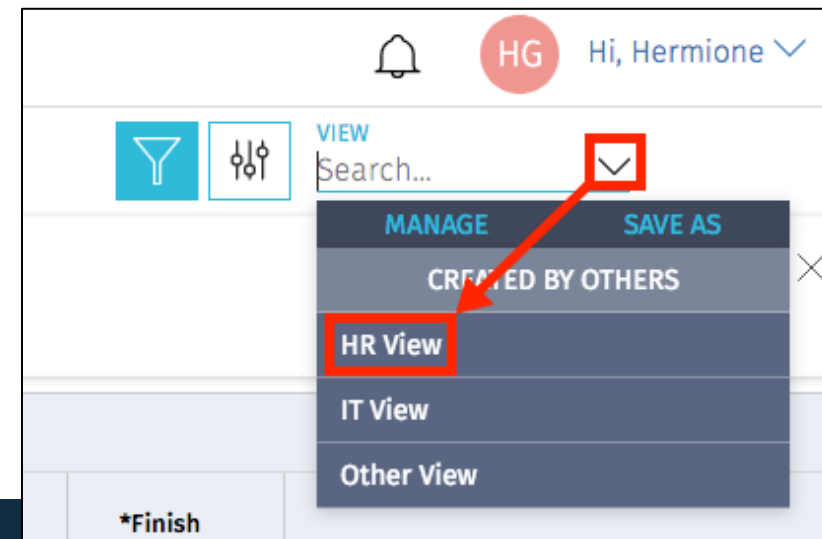 HG Hi, Hermione
VIEW
Search...
MANAGE SAVE AS
CREATED BY OTHERS
HR View
IT View
Other View
*Finish